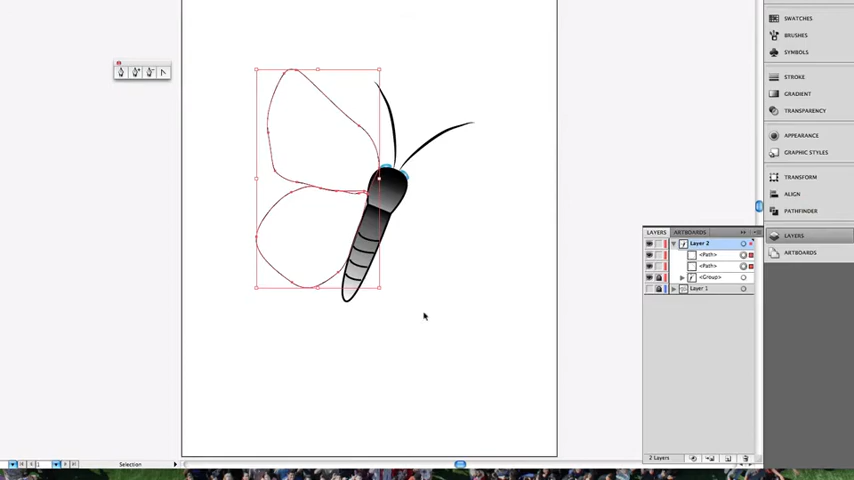 SWATCHES
BRUSHES
SYMBOLS
STROKE
GRADIENT
TRANSPARENCY
APPEARANCE
GRAPHIC STYLES
TRANSFORM
ALIGN
PATHFINDER
LAYERS
ARTBOARDS
LAYERS ARTBOARDS
Layer 2
<Path>
<Path>
<Group>
Layer 1
2 Layers
1
Selection